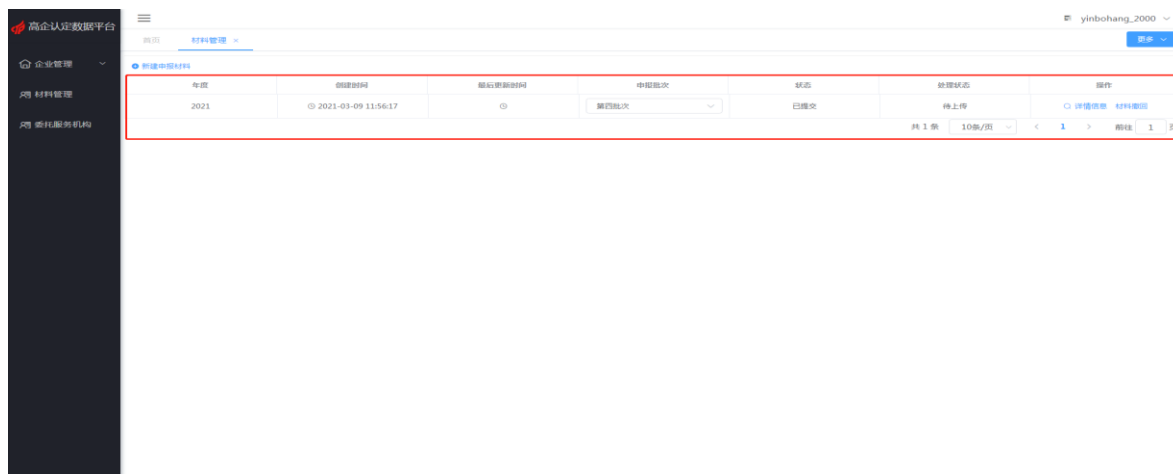 高企认定数据平台
yinbohang_2000
首页 材料管理 ×
更多
企业管理
新建申报材料
年度 创建时间 最后更新时间 申报批次 状态 处理状态 操作
材料管理
2021 2021-03-09 11:56:17 第四批次 已提交 待上传 详情信息 材料撤回
委托服务机构
共 1 条 10条/页 < 1 > 前往 1